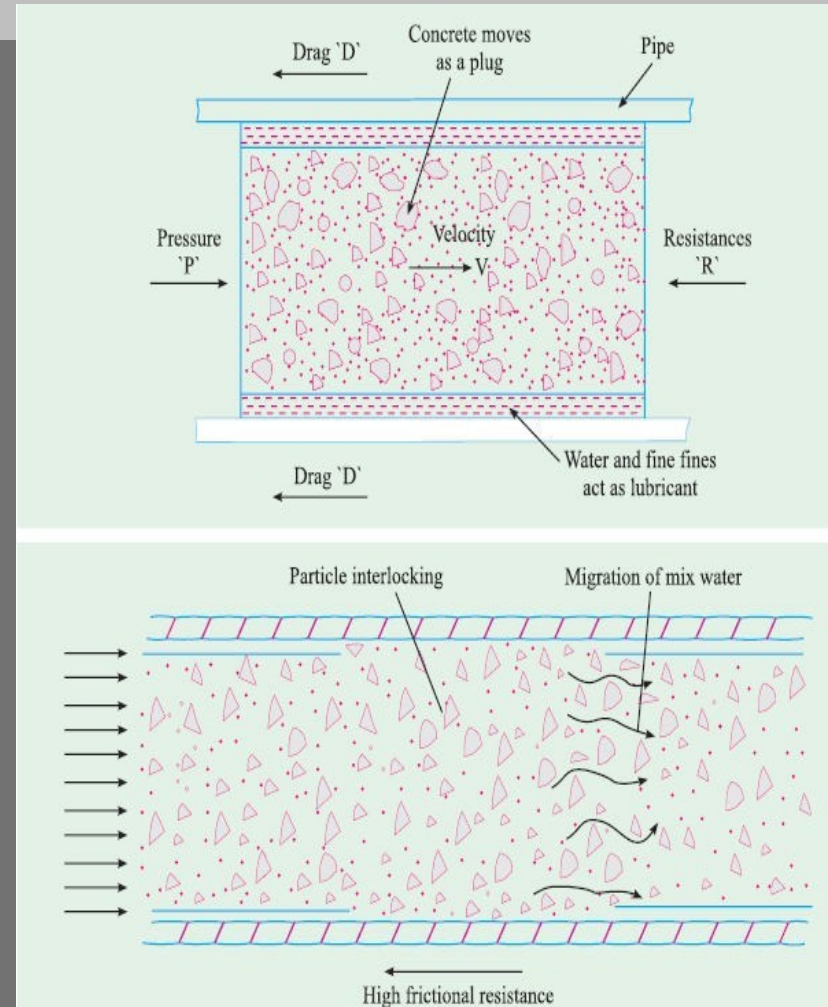 Drag `D`
Concrete moves
as a plug
Pipe
Pressure
`P`
Velocity
V
Resistances
`R`
Water and fine fines
act as lubricant
Drag `D`
Particle interlocking
Migration of mix water
High frictional resistance